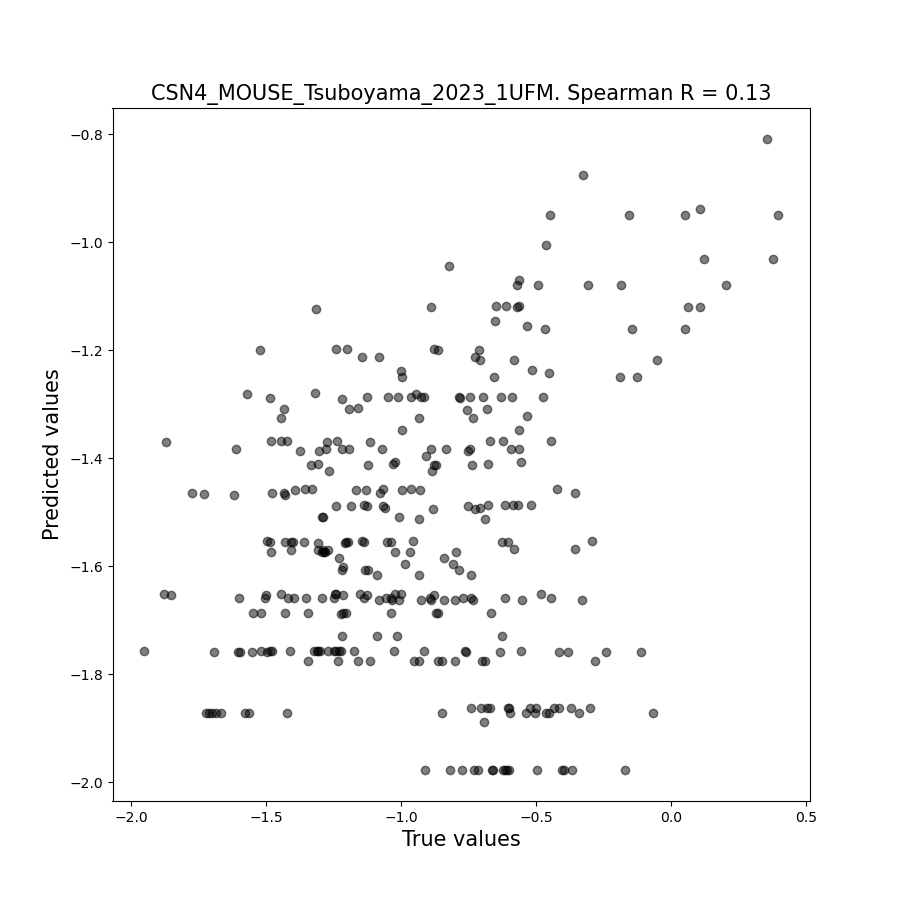 CSN4_MOUSE_Tsuboyama_2023_1UFM. Spearman R = 0.13
−0.8
−1.0
−1.2
−1.4
−1.6
−1.8
−2.0
Predicted values
−2.0 −1.5 −1.0 −0.5 0.0 0.5
True values